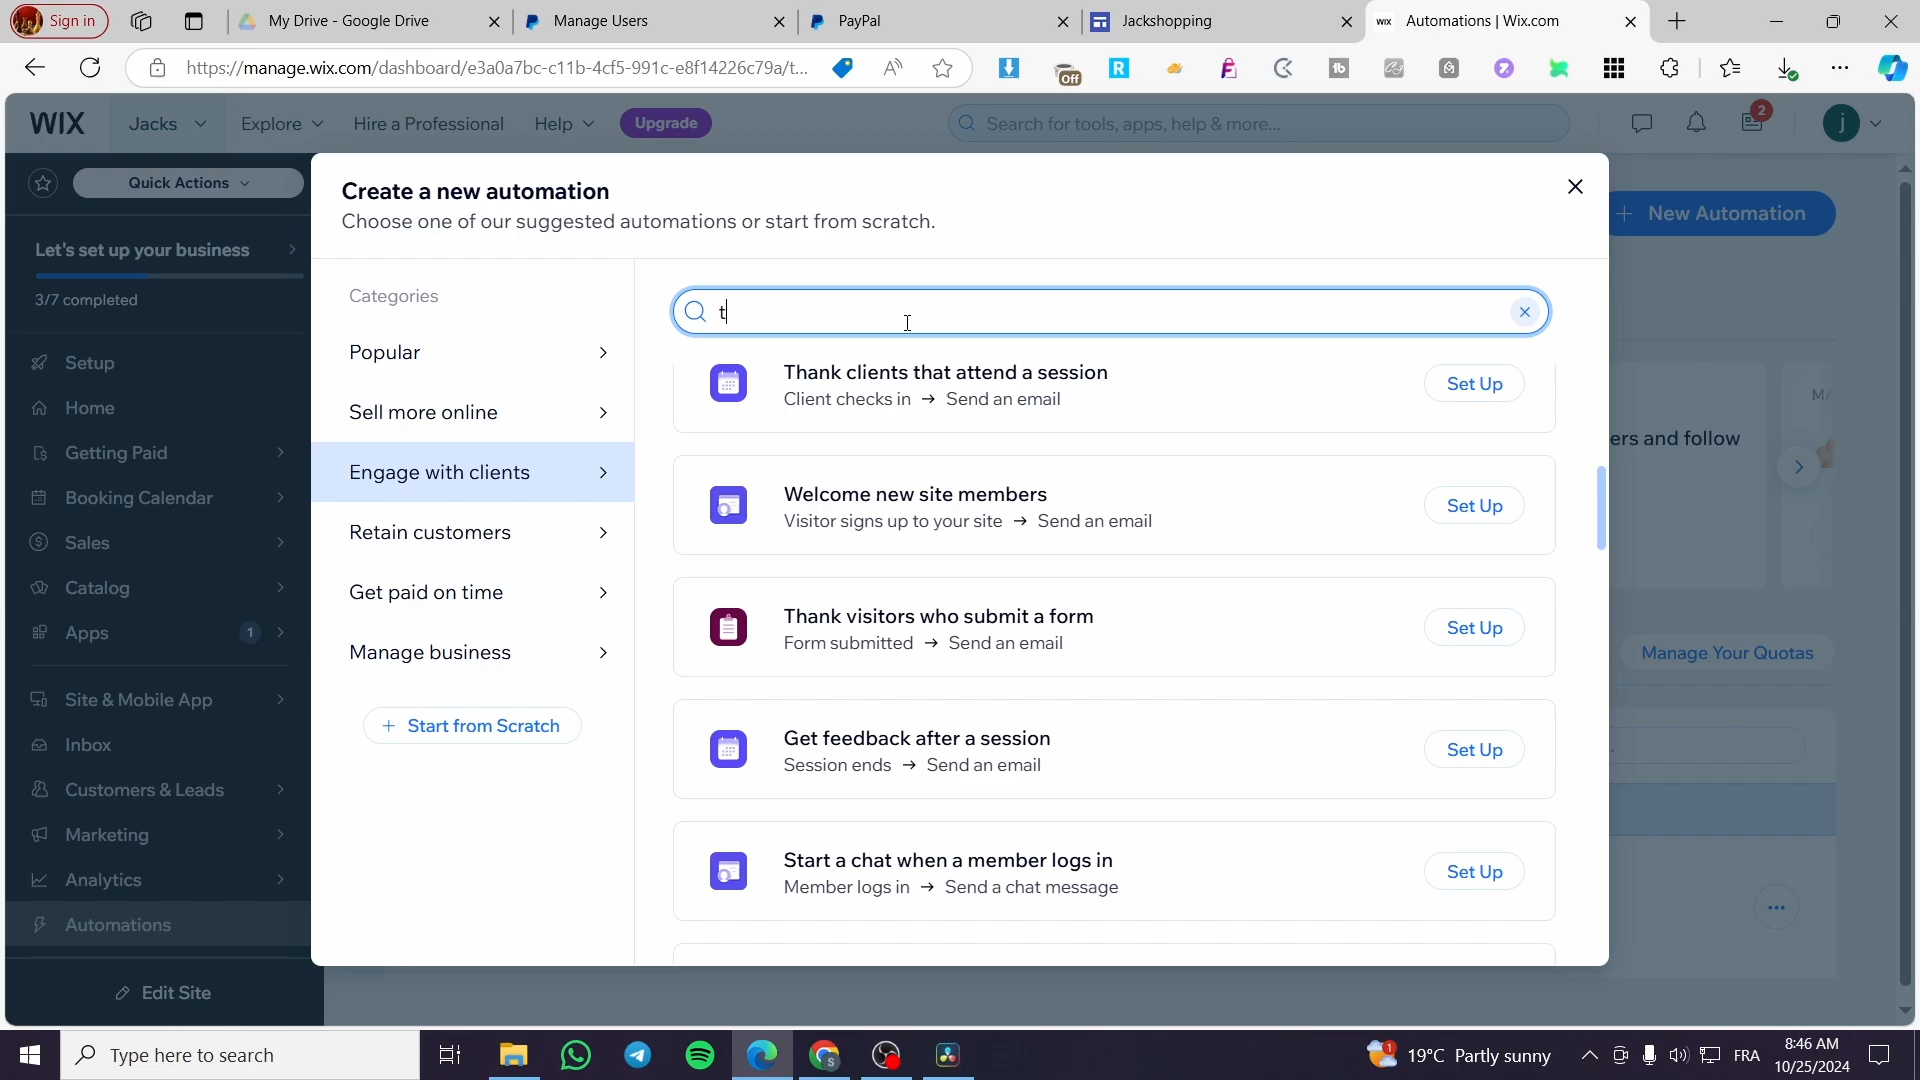 Sign in
My Drive - Google Drive
Manage Users
PayPal
Jackshopping
WIX
Automations | Wix.com
https://manage.wix.com/dashboard/e3a0a7bc-c11b-4cf5-991c-e8f14226c79a/t...
Off
WIX
Jacks
Explore
Hire a Professional
Help
Upgrade
Search for tools, apps, help & more...
2
j
Quick Actions
Let's set up your business
3/7 completed
Setup
Home
Getting Paid
Booking Calendar
Sales
Catalog
Apps
1
Site & Mobile App
Inbox
Customers & Leads
Marketing
Analytics
Automations
Edit Site
Create a new automation
Choose one of our suggested automations or start from scratch.
Categories
Popular
Sell more online
Engage with clients
Retain customers
Get paid on time
Manage business
+ Start from Scratch
t
Thank clients that attend a session
Client checks in → Send an email
Set Up
Welcome new site members
Visitor signs up to your site → Send an email
Set Up
Thank visitors who submit a form
Form submitted → Send an email
Set Up
Get feedback after a session
Session ends → Send an email
Set Up
Start a chat when a member logs in
Member logs in → Send a chat message
Set Up
+ New Automation
MA
ers and follow
Manage Your Quotas
Type here to search
1
19°C Partly sunny
FRA
8:46 AM
10/25/2024